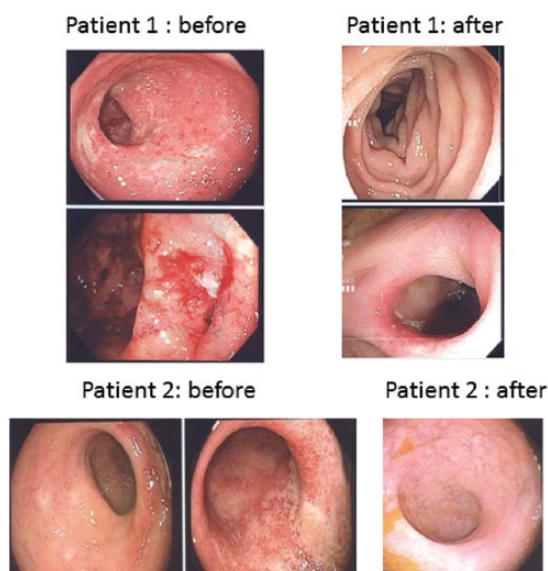 Patient 1 : before
Patient 1: after
Patient 2: before
Patient 2 : after